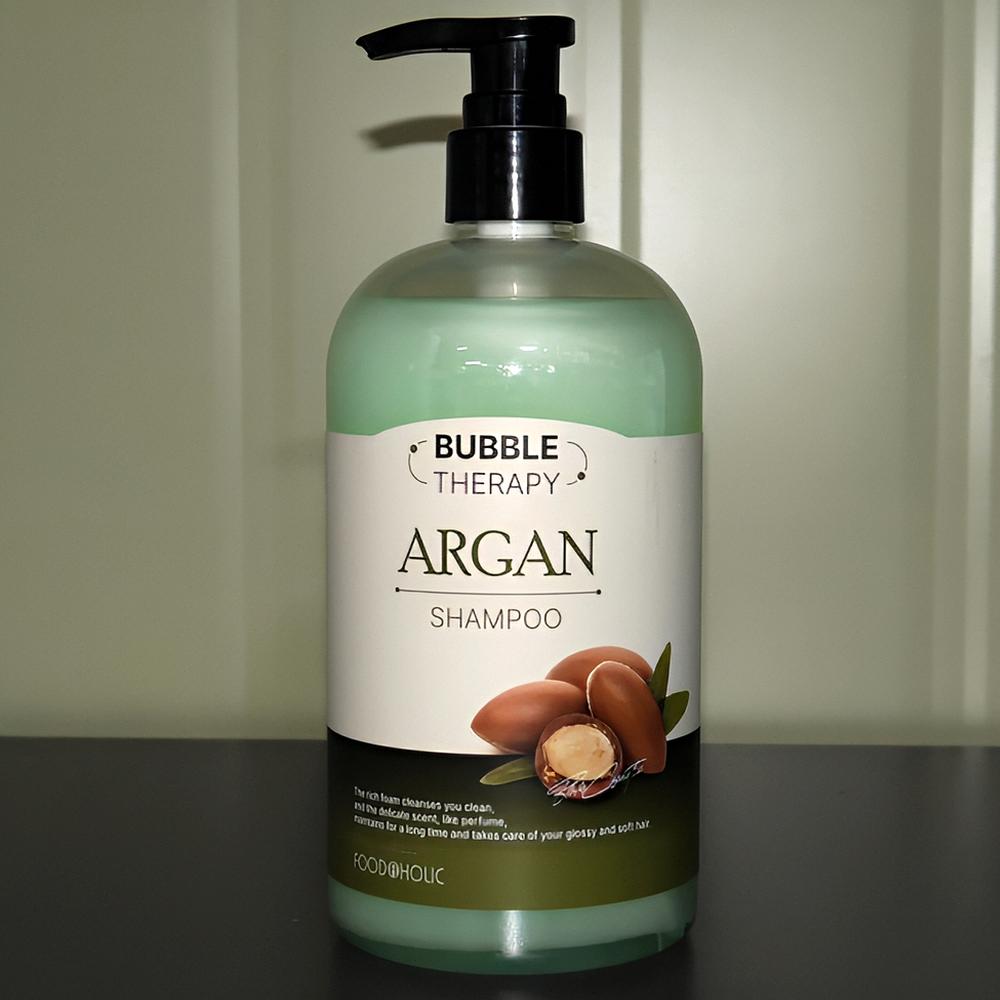 BUBBLE
THERAPY
ARGAN
SHAMPOO
The rich foam cleanses you clean,
and the delicate scent, like perfume,
maintains for a long time and takes care of your glossy and soft hair.
FOODAHOLIC